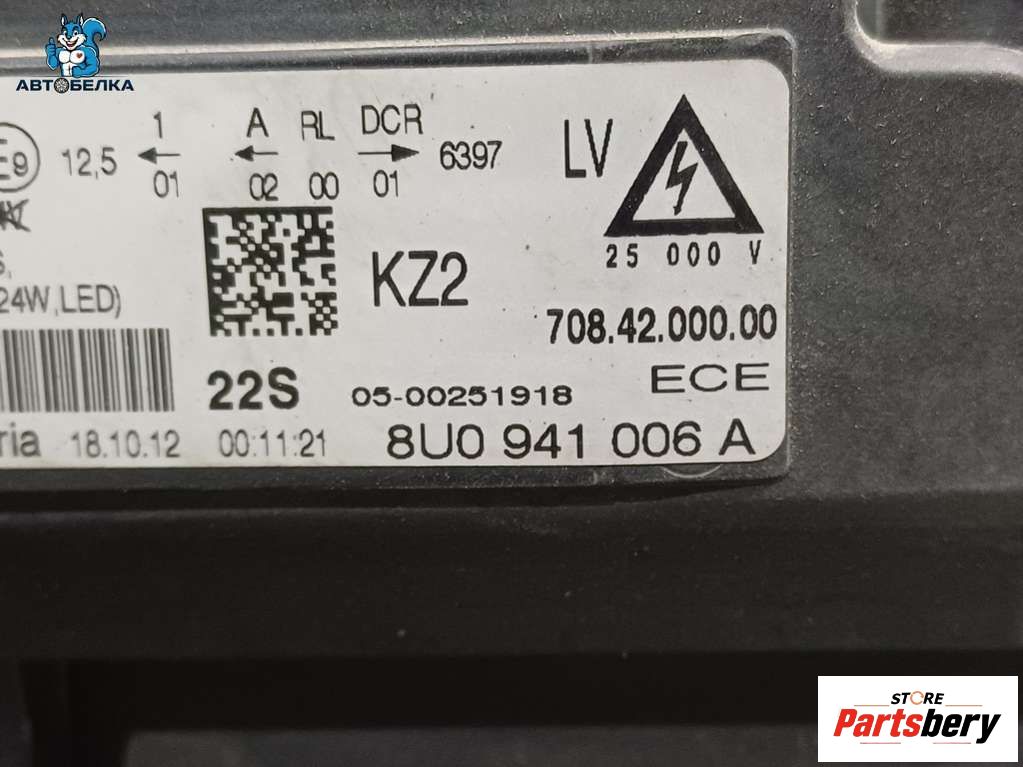 АВТОБЕЛКА
1 A RL DCR
E9 12,5 6397 LV
01 02 00 01
25 000 V
24W,LED)
KZ2
708.42.000.00
22S 05-00251918 ECE
ria 18.10.12 00:11:21 8U0 941 006 A
STORE
Partsbery